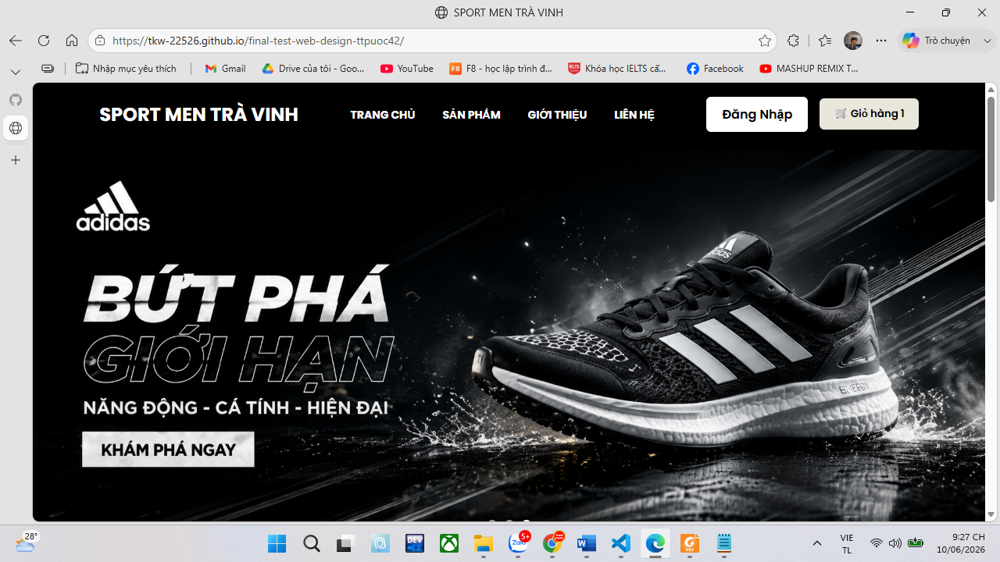 SPORT MEN TRÀ VINH
https://tkw-22526.github.io/final-test-web-design-ttpuoc42/
Trò chuyện
Nhập mục yêu thích
Gmail
Drive của tôi - Goo...
YouTube
F8 - học lập trình đ...
Khóa học IELTS cấ...
Facebook
MASHUP REMIX T...
SPORT MEN TRÀ VINH
TRANG CHỦ
SẢN PHẨM
GIỚI THIỆU
LIÊN HỆ
Đăng Nhập
🛒 Giỏ hàng 1
adidas
BỨT PHÁ
GIỚI HẠN
NĂNG ĐỘNG - CÁ TÍNH - HIỆN ĐẠI
KHÁM PHÁ NGAY
adidas
ENERGY
28°
DEV
Zalo
5+
VIE
TL
9:27 CH
10/06/2026